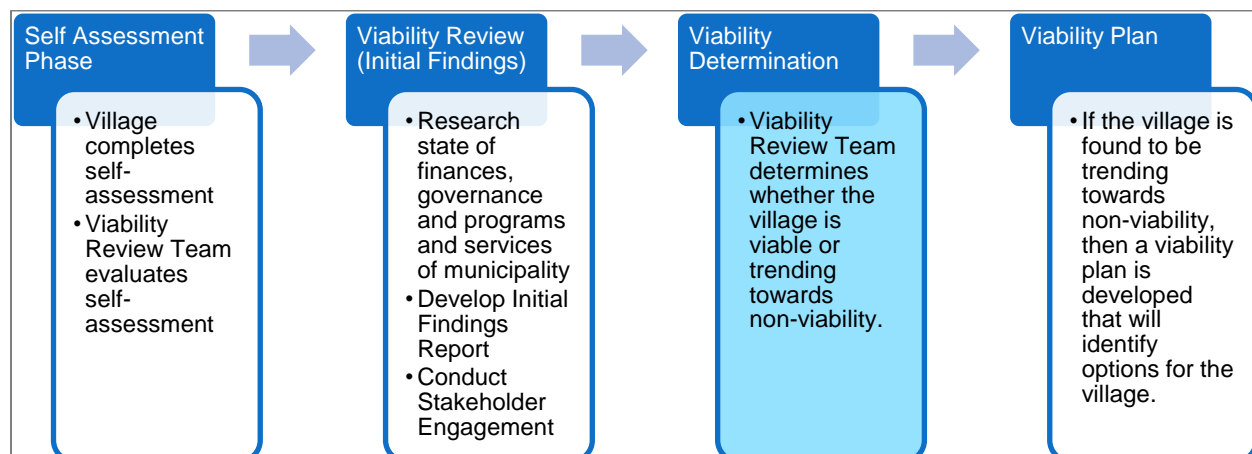 Self Assessment
Phase
• Village
completes
self-
assessment
• Viability
Review Team
evaluates
self-
assessment
Viability Review
(Initial Findings)
• Research
state of
finances,
governance
and programs
and services
of municipality
• Develop Initial
Findings
Report
• Conduct
Stakeholder
Engagement
Viability
Determination
• Viability
Review Team
determines
whether the
village is
viable or
trending
towards
non-viability.
Viability Plan
• If the village is
found to be
trending
towards
non-viability,
then a viability
plan is
developed
that will
identify
options for the
village.